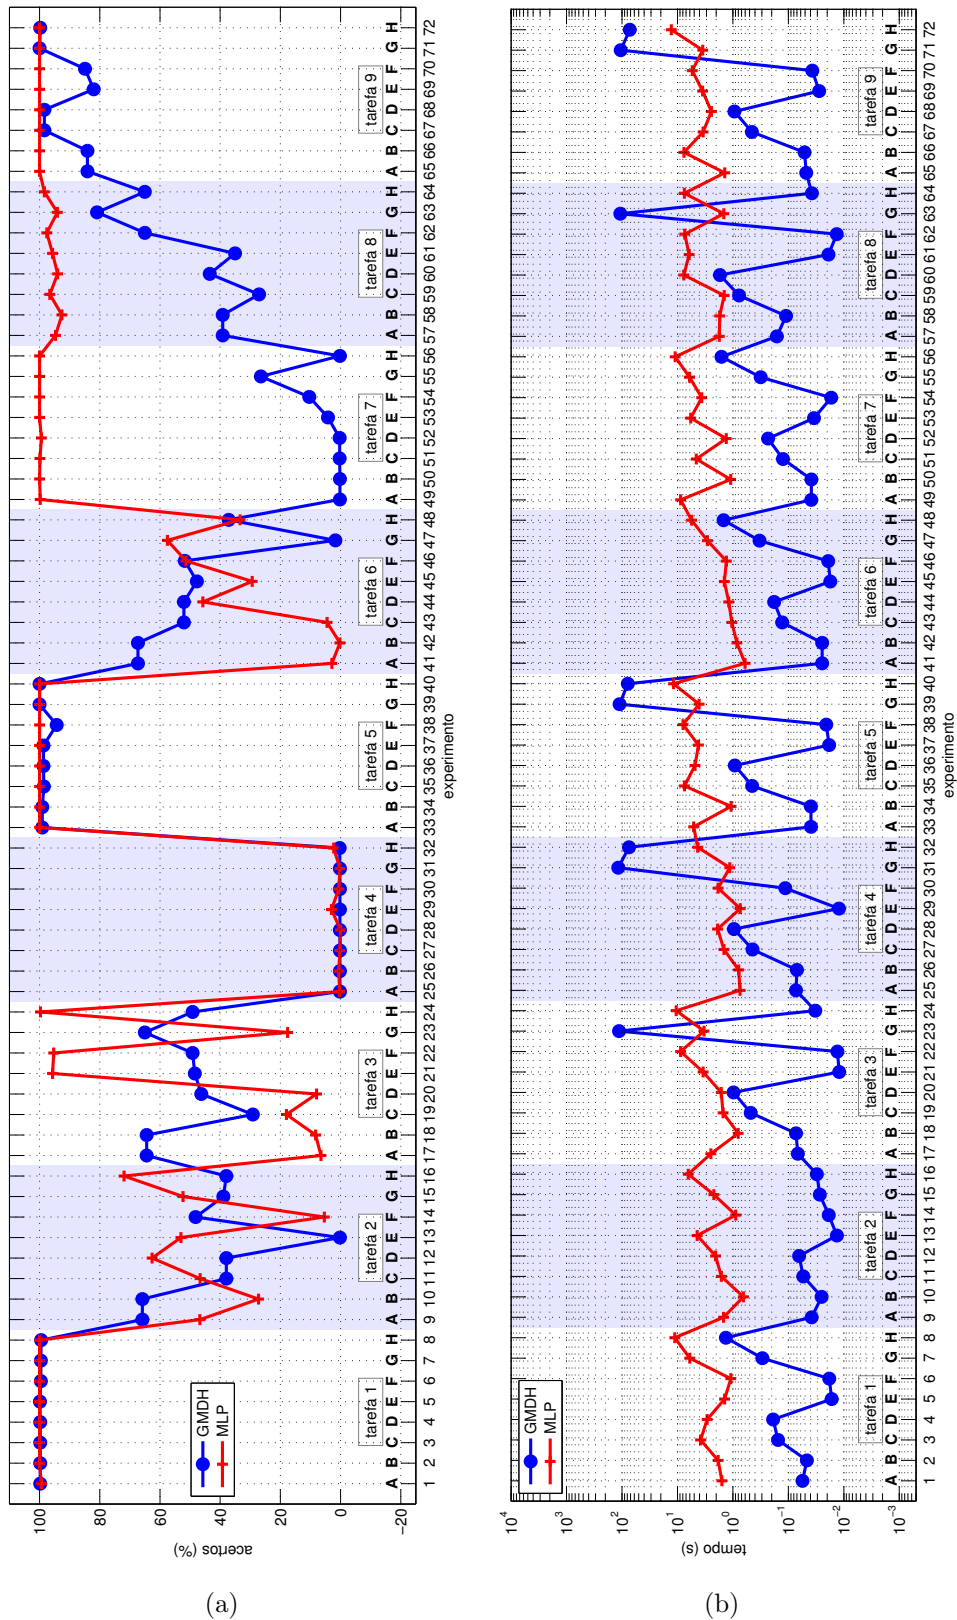 100
80
60
40
20
0
-20
acertos (%)
GMDH
MLP
tarefa 1
tarefa 2
tarefa 3
tarefa 4
tarefa 5
tarefa 6
tarefa 7
tarefa 8
tarefa 9
A B C D E F G H A B C D E F G H A B C D E F G H A B C D E F G H A B C D E F G H A B C D E F G H A B C D E F G H A B C D E F G H A B C D E F G H
1 2 3 4 5 6 7 8 9 10 11 12 13 14 15 16 17 18 19 20 21 22 23 24 25 26 27 28 29 30 31 32 33 34 35 36 37 38 39 40 41 42 43 44 45 46 47 48 49 50 51 52 53 54 55 56 57 58 59 60 61 62 63 64 65 66 67 68 69 70 71 72
experimento
(a)
10^4
10^3
10^2
10^1
10^0
10^-1
10^-2
10^-3
tempo (s)
GMDH
MLP
tarefa 1
tarefa 2
tarefa 3
tarefa 4
tarefa 5
tarefa 6
tarefa 7
tarefa 8
tarefa 9
A B C D E F G H A B C D E F G H A B C D E F G H A B C D E F G H A B C D E F G H A B C D E F G H A B C D E F G H A B C D E F G H A B C D E F G H
1 2 3 4 5 6 7 8 9 10 11 12 13 14 15 16 17 18 19 20 21 22 23 24 25 26 27 28 29 30 31 32 33 34 35 36 37 38 39 40 41 42 43 44 45 46 47 48 49 50 51 52 53 54 55 56 57 58 59 60 61 62 63 64 65 66 67 68 69 70 71 72
experimento
(b)